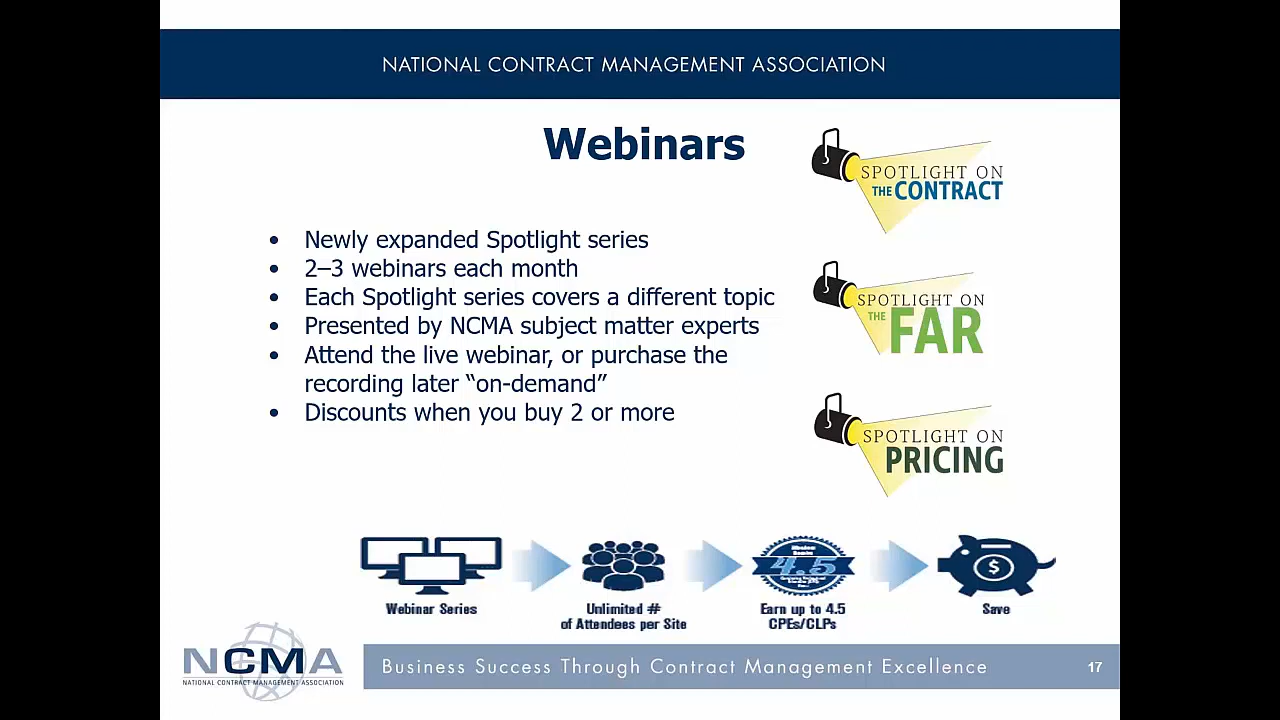 NATIONAL CONTRACT MANAGEMENT ASSOCIATION
Webinars
• Newly expanded Spotlight series
• 2–3 webinars each month
• Each Spotlight series covers a different topic
• Presented by NCMA subject matter experts
• Attend the live webinar, or purchase the
recording later “on-demand”
• Discounts when you buy 2 or more
SPOTLIGHT ON
THE CONTRACT
SPOTLIGHT ON
THE FAR
SPOTLIGHT ON
PRICING
4.5
$
Webinar Series
Unlimited #
of Attendees per Site
Earn up to 4.5
CPEs/CLPs
Save
NCMA
NATIONAL CONTRACT MANAGEMENT ASSOCIATION
Business Success Through Contract Management Excellence
17